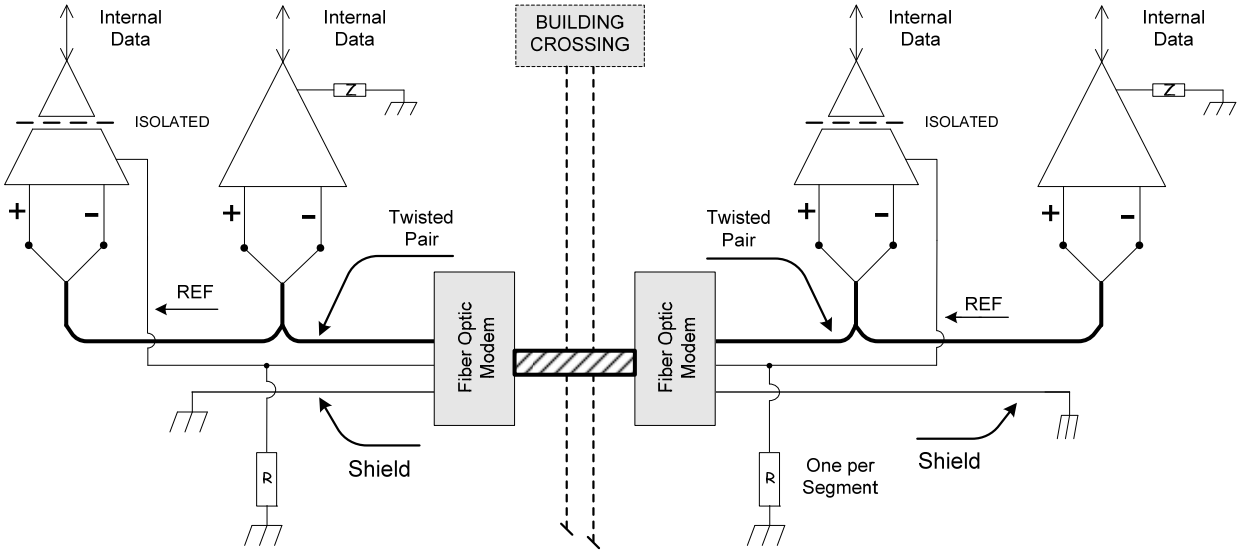 Internal
Data
Internal
Data
BUILDING
CROSSING
Internal
Data
Internal
Data
Z
Z
ISOLATED
ISOLATED
+
-
+
-
+
-
+
-
Twisted
Pair
Twisted
Pair
REF
REF
Fiber Optic
Modem
Fiber Optic
Modem
Shield
Shield
R
R
One per
Segment